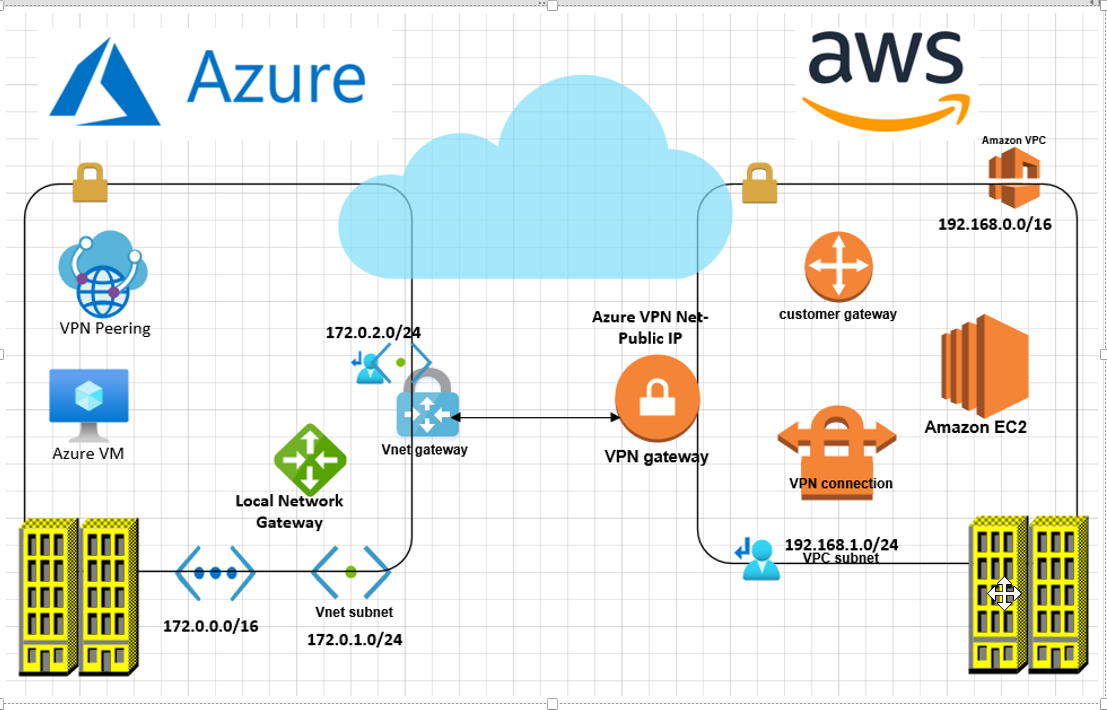 Azure
aws
Amazon VPC
192.168.0.0/16
customer gateway
VPN Peering
172.0.2.0/24
Azure VPN Net-
Public IP
Azure VM
Vnet gateway
VPN gateway
Amazon EC2
VPN connection
Local Network
Gateway
192.168.1.0/24
VPC subnet
Vnet subnet
172.0.0.0/16
172.0.1.0/24